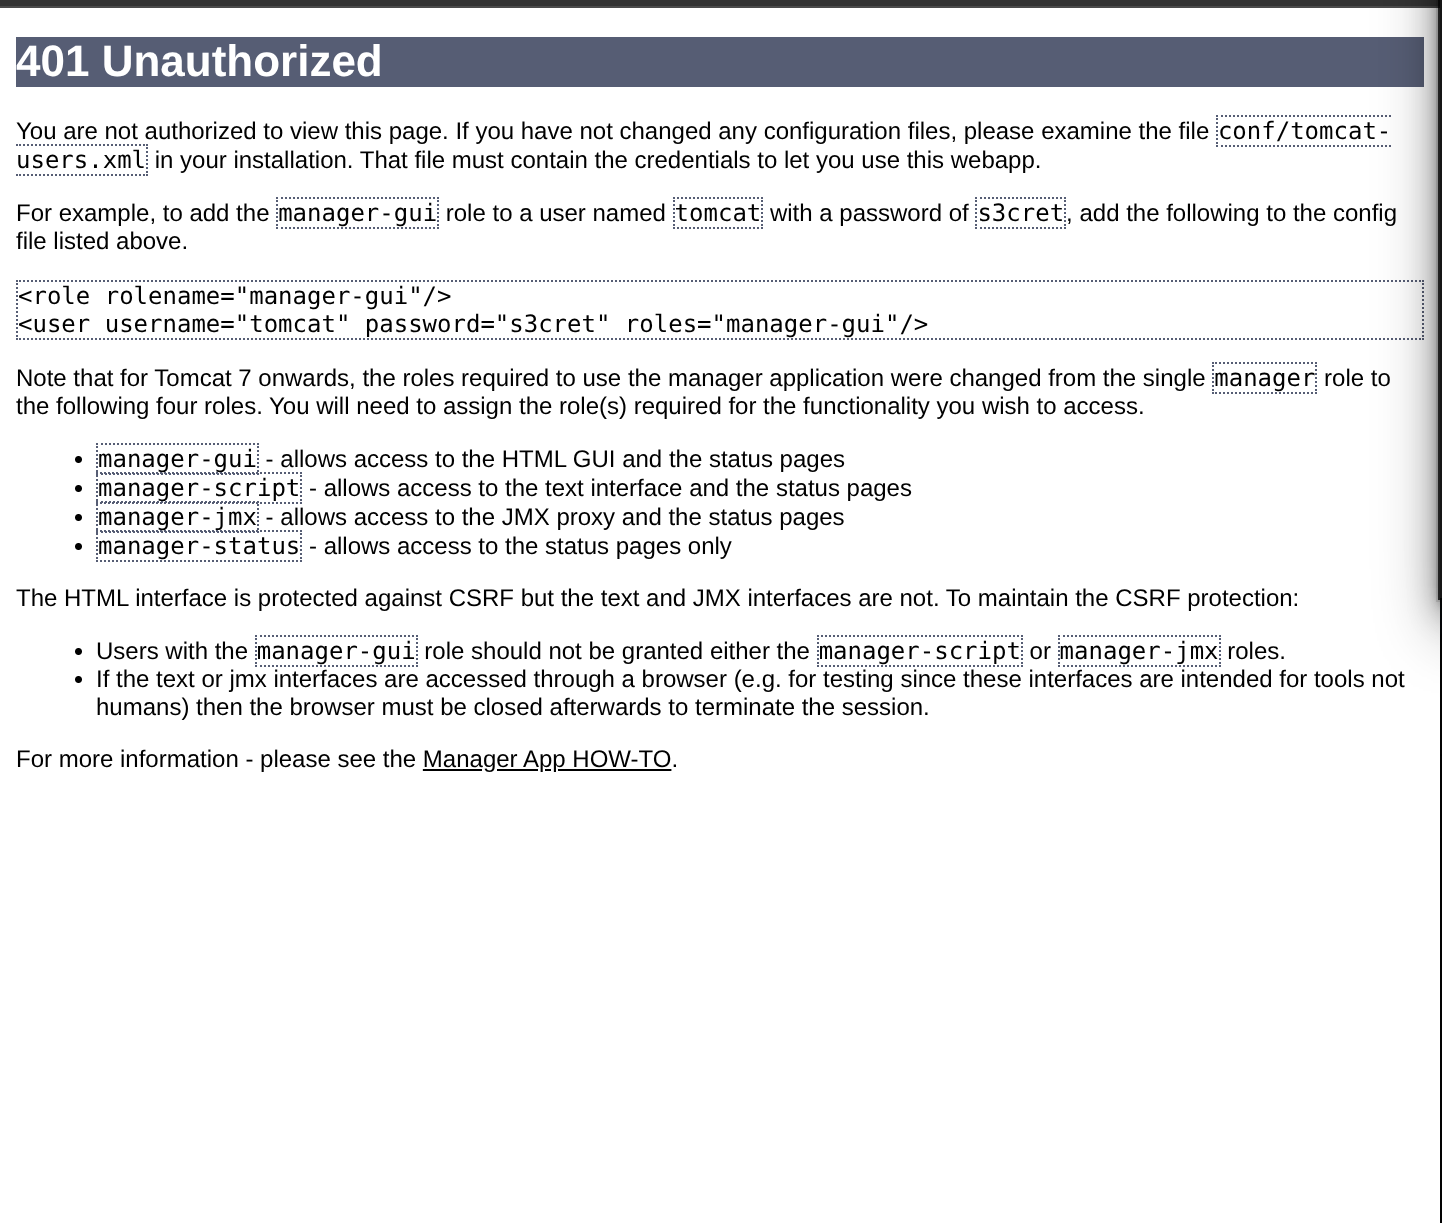 401 Unauthorized
You are not authorized to view this page. If you have not changed any configuration files, please examine the file conf/tomcat-
users.xml in your installation. That file must contain the credentials to let you use this webapp.
For example, to add the manager-gui role to a user named tomcat with a password of s3cret, add the following to the config
file listed above.
<role rolename="manager-gui"/>
<user username="tomcat" password="s3cret" roles="manager-gui"/>
Note that for Tomcat 7 onwards, the roles required to use the manager application were changed from the single manager role to
the following four roles. You will need to assign the role(s) required for the functionality you wish to access.
• manager-gui - allows access to the HTML GUI and the status pages
• manager-script - allows access to the text interface and the status pages
• manager-jmx - allows access to the JMX proxy and the status pages
• manager-status - allows access to the status pages only
The HTML interface is protected against CSRF but the text and JMX interfaces are not. To maintain the CSRF protection:
• Users with the manager-gui role should not be granted either the manager-script or manager-jmx roles.
• If the text or jmx interfaces are accessed through a browser (e.g. for testing since these interfaces are intended for tools not
humans) then the browser must be closed afterwards to terminate the session.
For more information - please see the Manager App HOW-TO.